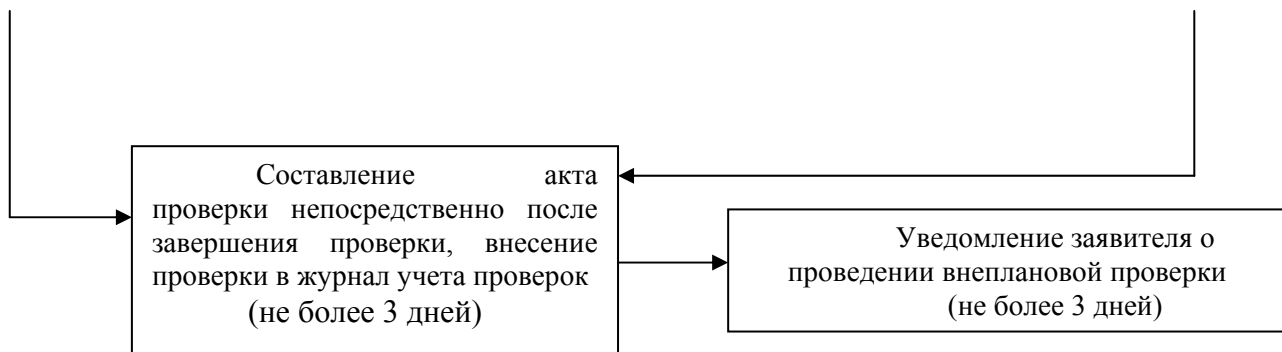 Составление акта
проверки непосредственно после
завершения проверки, внесение
проверки в журнал учета проверок
(не более 3 дней)
Уведомление заявителя о
проведении внеплановой проверки
(не более 3 дней)